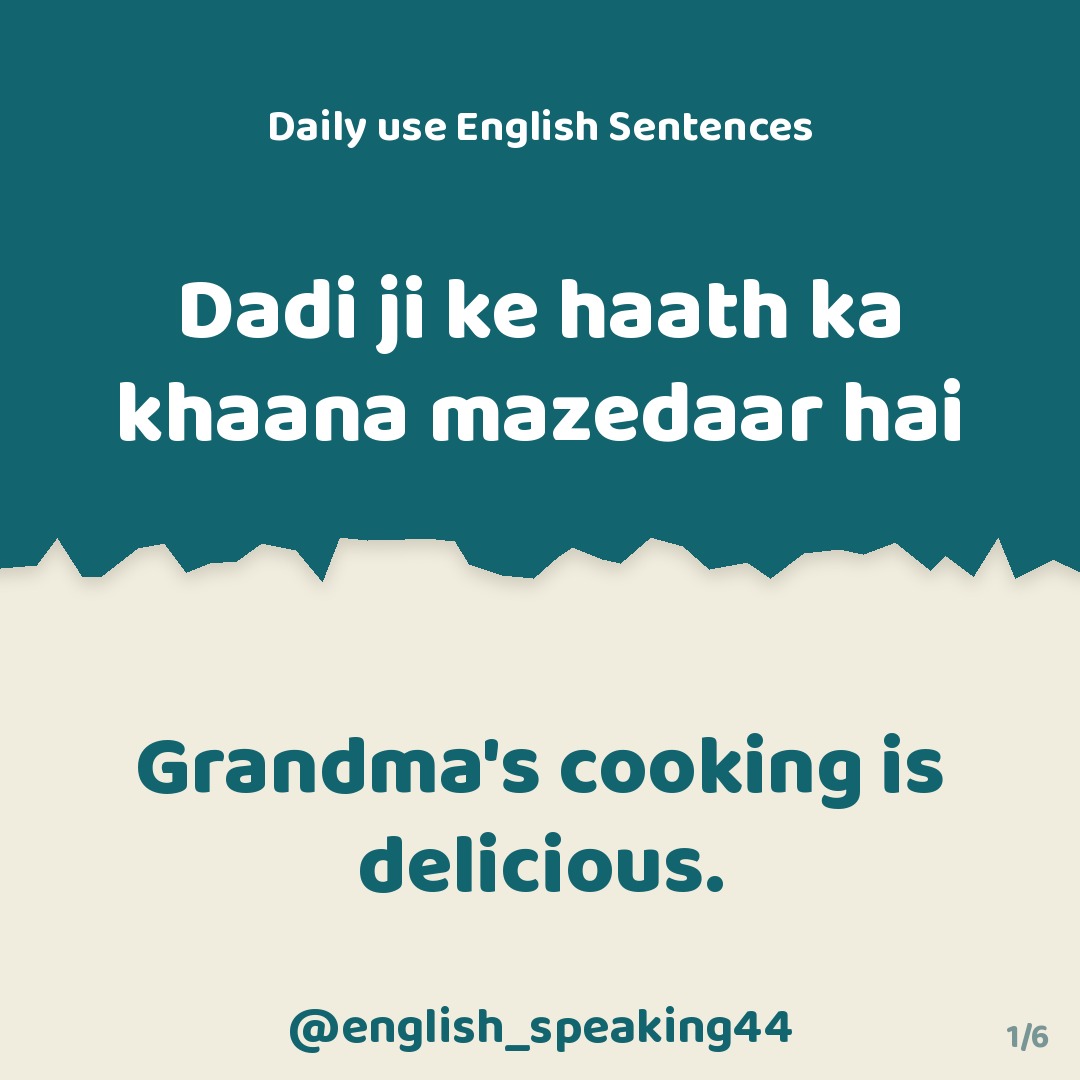 Daily use English Sentences
Dadi ji ke haath ka
khaana mazedaar hai
Grandma's cooking is
delicious.
@english_speaking44
1/6